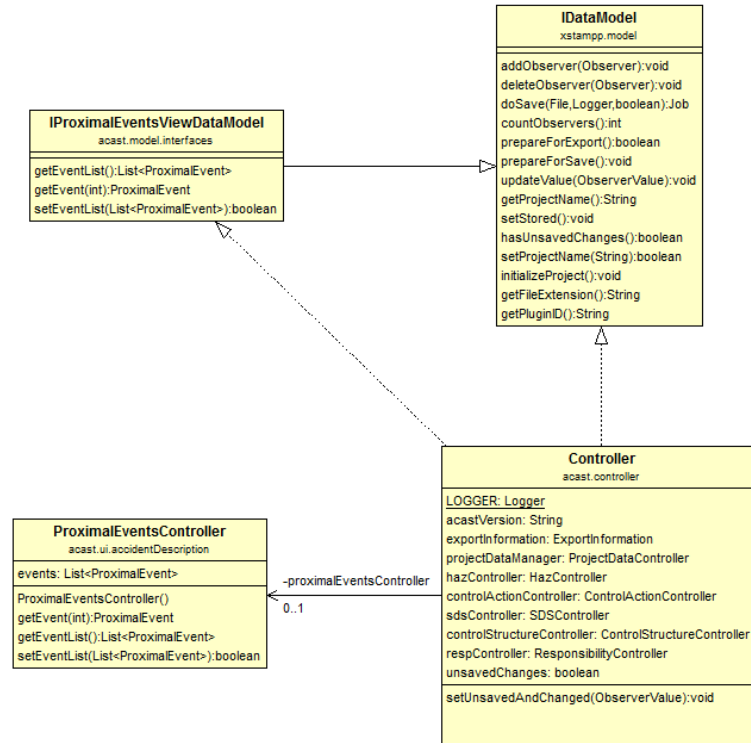 IDataModel
xstampp.model
addObserver(Observer):void
deleteObserver(Observer):void
doSave(File,Logger,boolean):Job
countObservers():int
prepareForExport():boolean
prepareForSave():void
updateValue(ObserverValue):void
getProjectName():String
setStored():void
hasUnsavedChanges():boolean
setProjectName(String):boolean
initializeProject():void
getFileExtension():String
getPluginID():String
IProximalEventsViewDataModel
acast.model.interfaces
getEventList():List<ProximalEvent>
getEvent(int):ProximalEvent
setEventList(List<ProximalEvent>):boolean
Controller
acast.controller
LOGGER: Logger
acastVersion: String
exportInformation: ExportInformation
projectDataManager: ProjectDataController
hazController: HazController
controlActionController: ControlActionController
sdsController: SDSController
controlStructureController: ControlStructureController
respController: ResponsibilityController
unsavedChanges: boolean
setUnsavedAndChanged(ObserverValue):void
ProximalEventsController
acast.ui.accidentDescription
events: List<ProximalEvent>
ProximalEventsController()
getEvent(int):ProximalEvent
getEventList():List<ProximalEvent>
setEventList(List<ProximalEvent>):boolean
-proximalEventsController
0..1